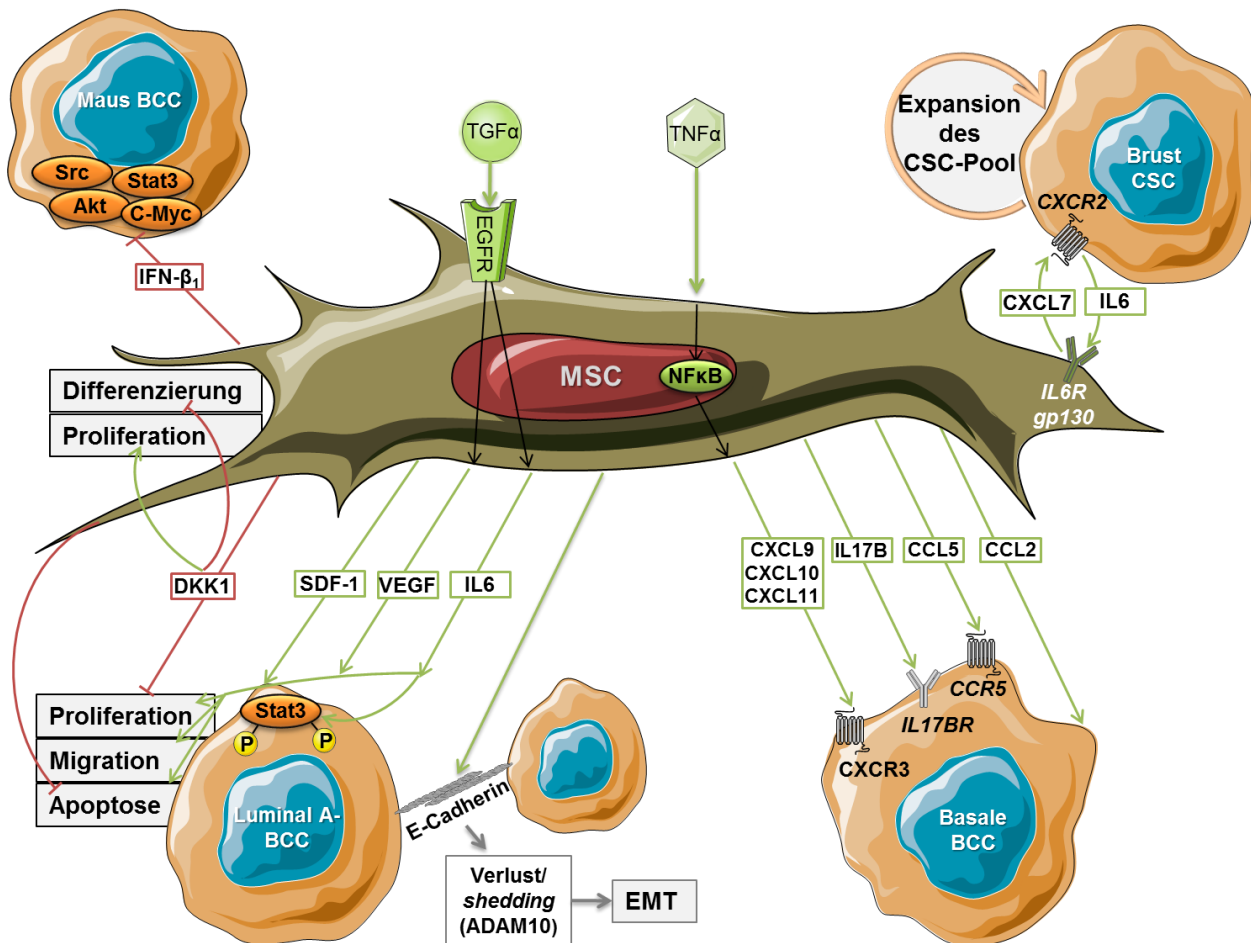 Maus BCC
Src
Stat3
Akt
C-Myc
IFN-β₁
TGFα
EGFR
TNFα
Expansion
des
CSC-Pool
Brust
CSC
CXCR2
CXCL7
IL6
IL6R
gp130
MSC
NFκB
Differenzierung
Proliferation
DKK1
SDF-1
VEGF
IL6
CXCL9
CXCL10
CXCL11
IL17B
CCL5
CCL2
Proliferation
Migration
Apoptose
Stat3
P
P
Luminal A-
BCC
E-Cadherin
Verlust/
shedding
(ADAM10)
EMT
CCR5
IL17BR
CXCR3
Basale
BCC